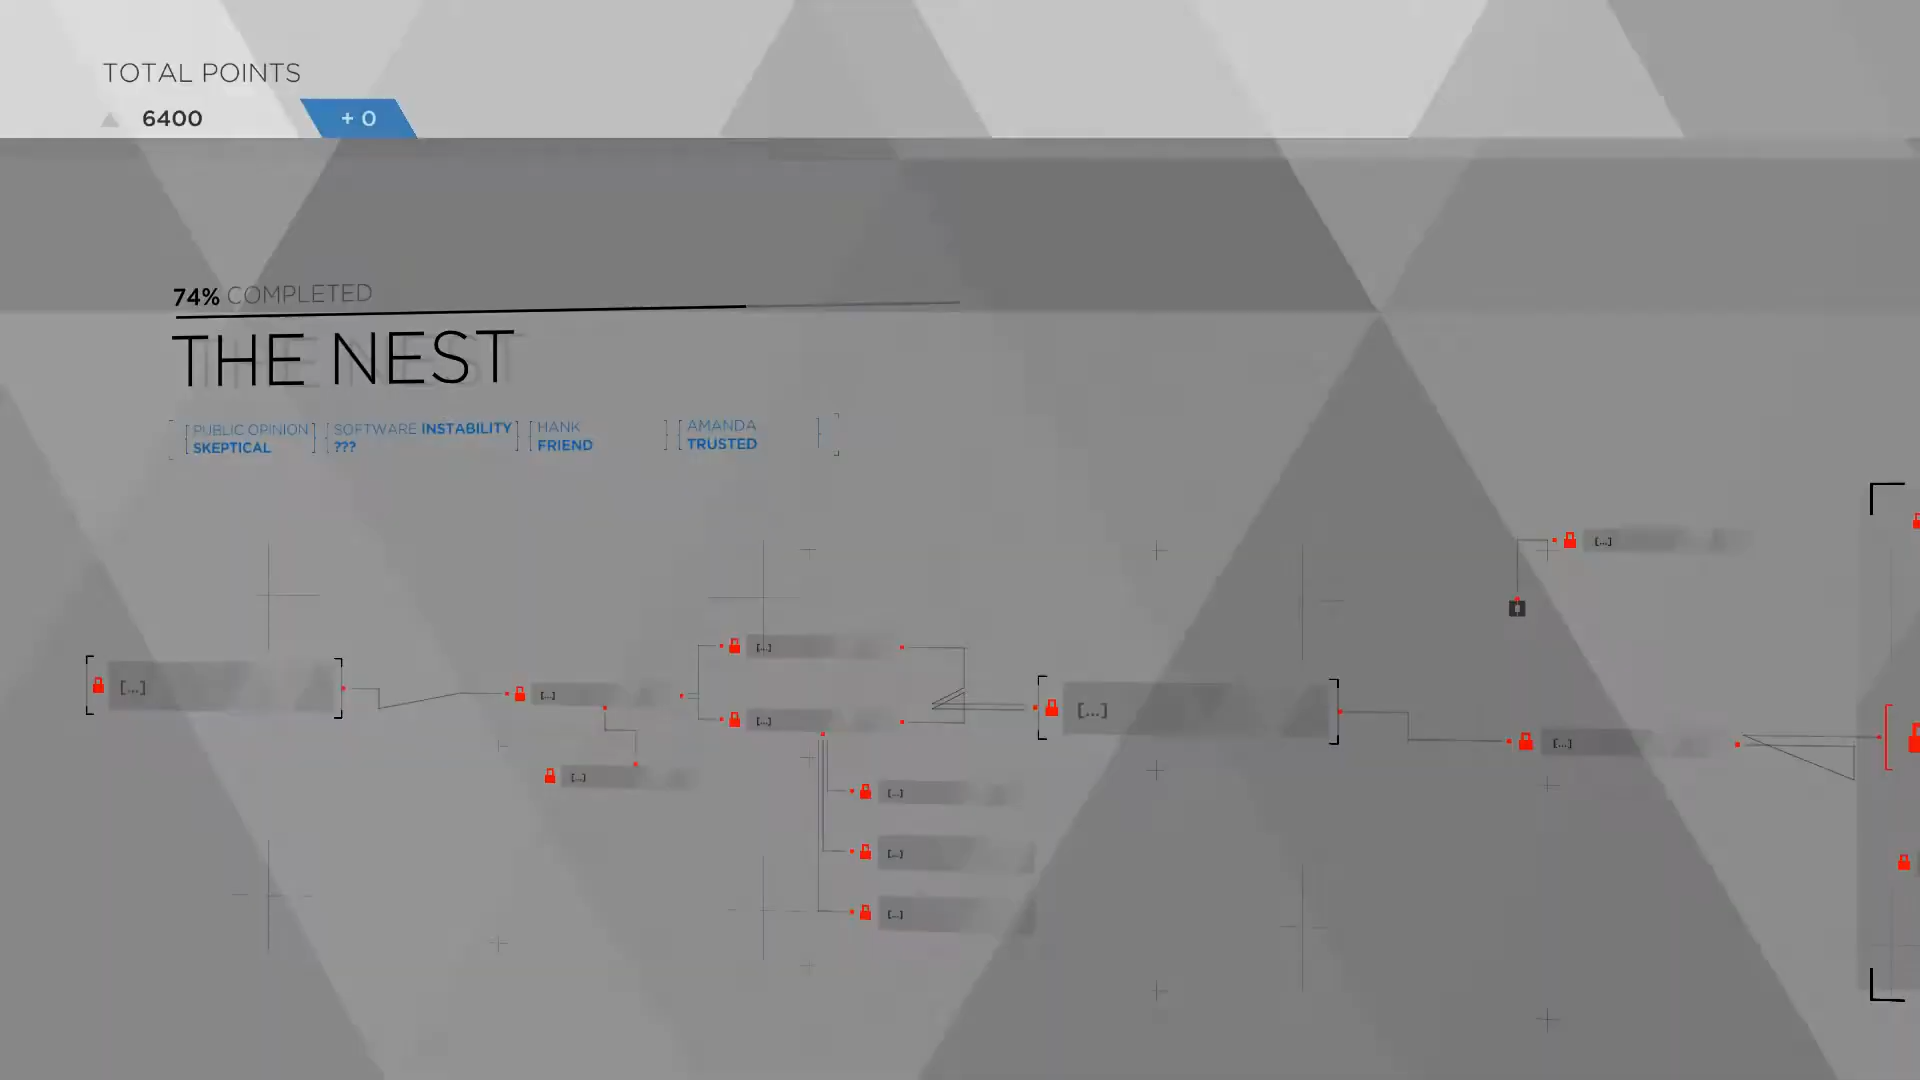 TOTAL POINTS
6400
+ 0
74% COMPLETED
THE NEST
PUBLIC OPINION
SKEPTICAL
SOFTWARE INSTABILITY
???
HANK
FRIEND
AMANDA
TRUSTED
[...]
[...]
[...]
[...]
[...]
[...]
[...]
[...]
[...]
[...]
[...]